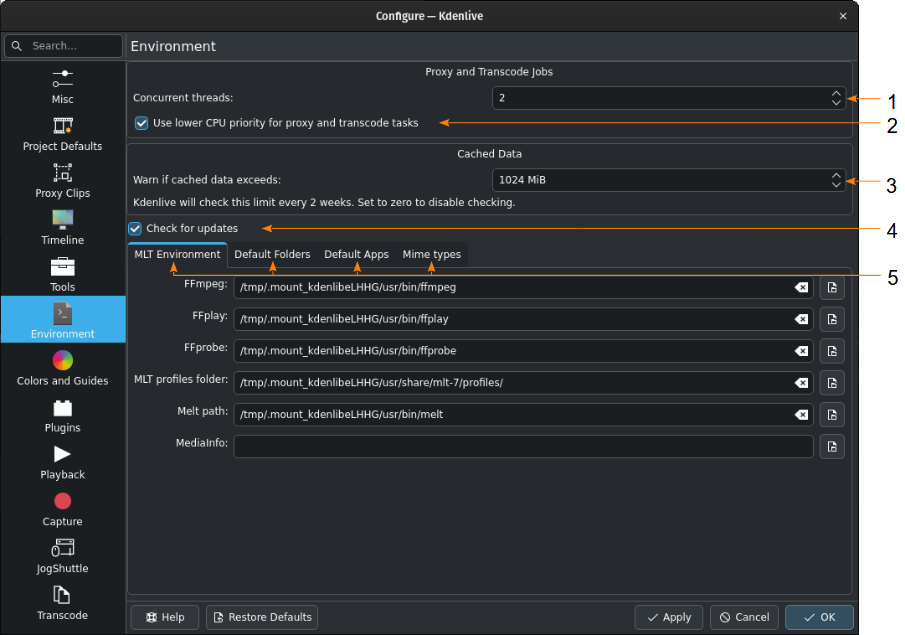 Configure — Kdenlive
Search...
Environment
Misc
Project Defaults
Proxy Clips
Timeline
Tools
Environment
Colors and Guides
Plugins
Playback
Capture
JogShuttle
Transcode
Proxy and Transcode Jobs
Concurrent threads: 2 1
Use lower CPU priority for proxy and transcode tasks 2
Cached Data
Warn if cached data exceeds: 1024 MiB 3
Kdenlive will check this limit every 2 weeks. Set to zero to disable checking.
Check for updates 4
MLT Environment Default Folders Default Apps Mime types
5
FFmpeg: /tmp/.mount_kdenlibeLHHG/usr/bin/ffmpeg
FFplay: /tmp/.mount_kdenlibeLHHG/usr/bin/ffplay
FFprobe: /tmp/.mount_kdenlibeLHHG/usr/bin/ffprobe
MLT profiles folder: /tmp/.mount_kdenlibeLHHG/usr/share/mlt-7/profiles/
Melt path: /tmp/.mount_kdenlibeLHHG/usr/bin/melt
MediaInfo:
Help Restore Defaults Apply Cancel OK